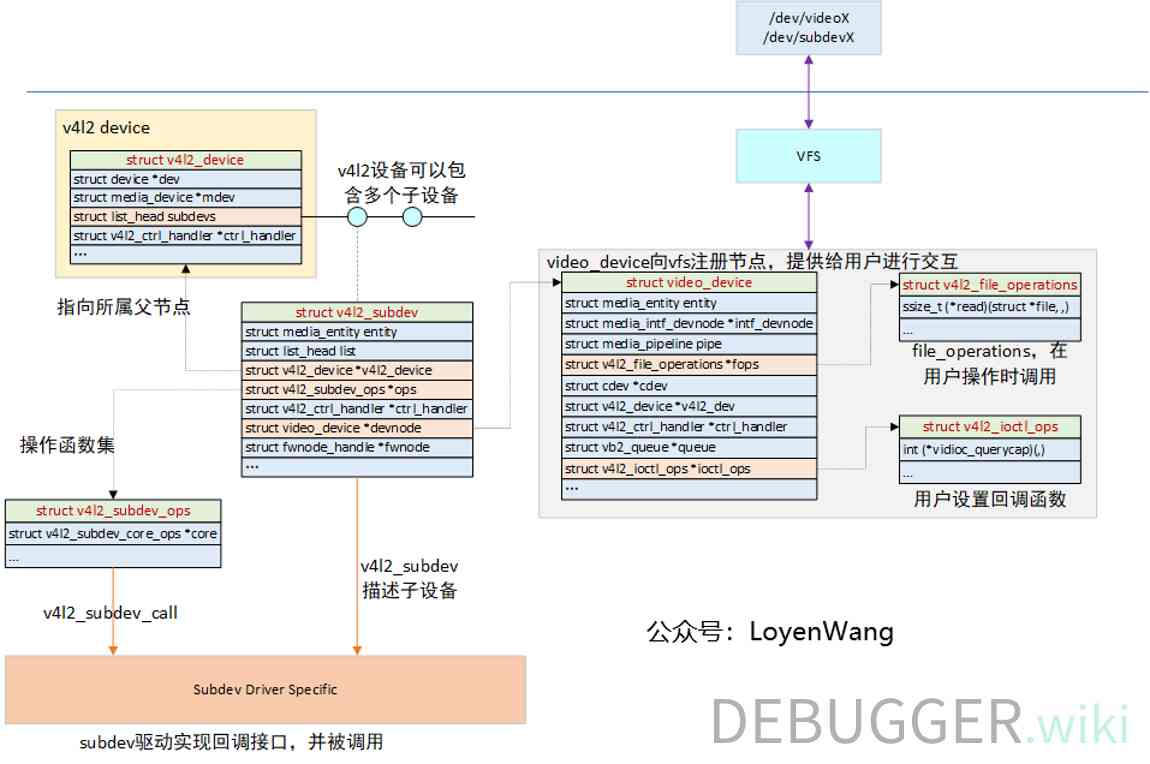 /dev/videoX
/dev/subdevX
VFS
v4l2 device
struct v4l2_device
struct device *dev
struct media_device *mdev
struct list_head subdevs
struct v4l2_ctrl_handler *ctrl_handler
...
v4l2设备可以包
含多个子设备
指向所属父节点
struct v4l2_subdev
struct media_entity entity
struct list_head list
struct v4l2_device *v4l2_device
struct v4l2_subdev_ops *ops
struct v4l2_ctrl_handler *ctrl_handler
struct video_device *devnode
struct fwnode_handle *fwnode
...
操作函数集
struct v4l2_subdev_ops
struct v4l2_subdev_core_ops *core
...
v4l2_subdev_call
v4l2_subdev
描述子设备
Subdev Driver Specific
subdev驱动实现回调接口，并被调用
video_device向vfs注册节点，提供给用户进行交互
struct video_device
struct media_entity entity
struct media_intf_devnode *intf_devnode
struct media_pipeline pipe
struct v4l2_file_operations *fops
struct cdev *cdev
struct v4l2_device *v4l2_dev
struct v4l2_ctrl_handler *ctrl_handler
struct vb2_queue *queue
struct v4l2_ioctl_ops *ioctl_ops
...
struct v4l2_file_operations
ssize_t (*read)(struct *file, ,)
...
file_operations，在
用户操作时调用
struct v4l2_ioctl_ops
int (*vidioc_querycap)(,)
...
用户设置回调函数
公众号：LoyenWang
DEBUGGER.wiki